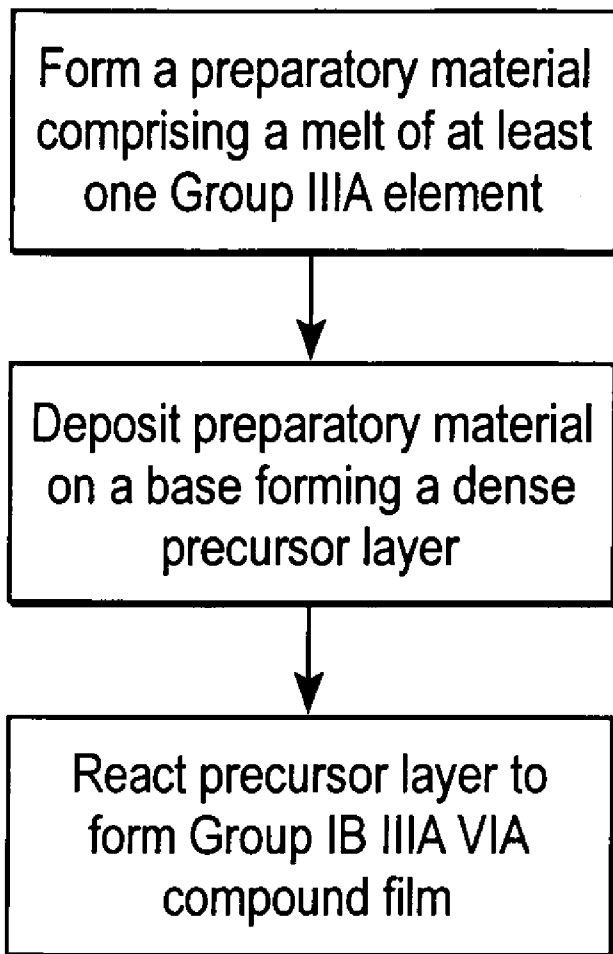 Form a preparatory material
comprising a melt of at least
one Group IIIA element
Deposit preparatory material
on a base forming a dense
precursor layer
React precursor layer to
form Group IB IIIA VIA
compound film